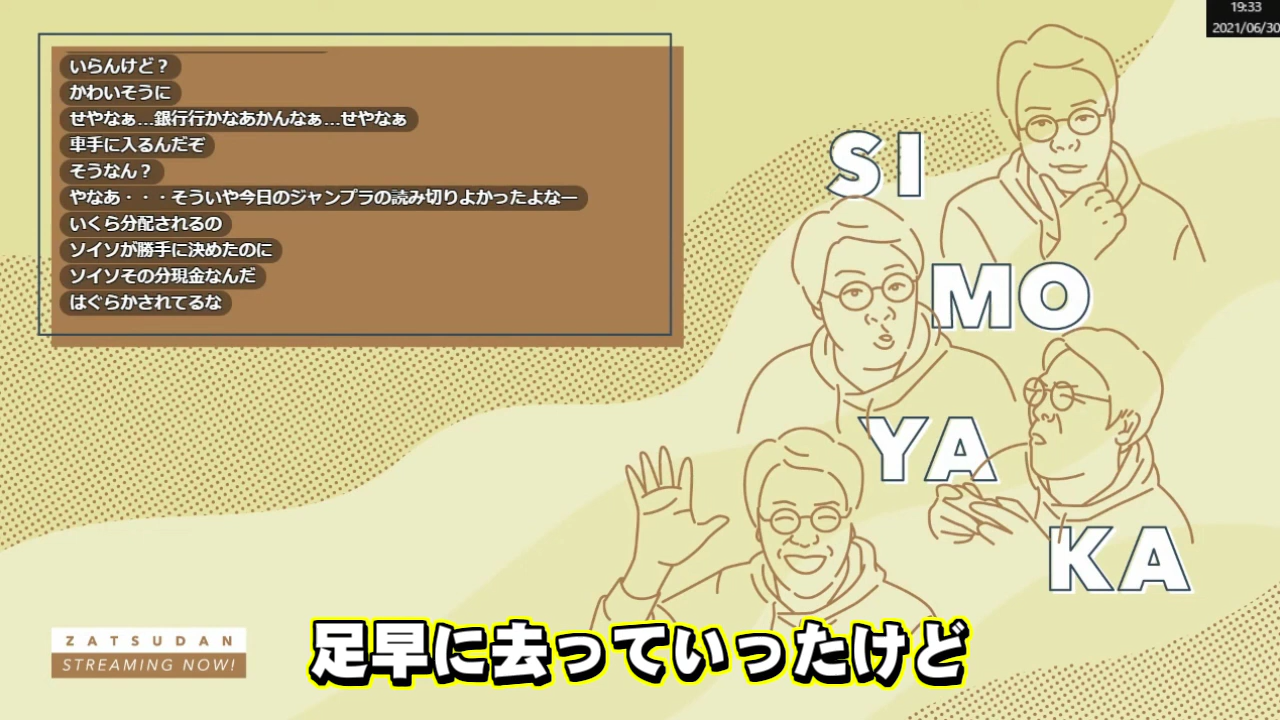 19:33
2021/06/30
いらんけど？
かわいそうに
せやなぁ…銀行行かなあかんなぁ…せやなぁ
車手に入るんだぞ
そうなん？
やなあ・・・そういや今日のジャンプラの読み切りよかったよなー
いくら分配されるの
ソイソが勝手に決めたのに
ソイソその分現金なんだ
はぐらかされてるな
SI
MO
YA
KA
ZATSUDAN
STREAMING NOW!
足早に去っていったけど